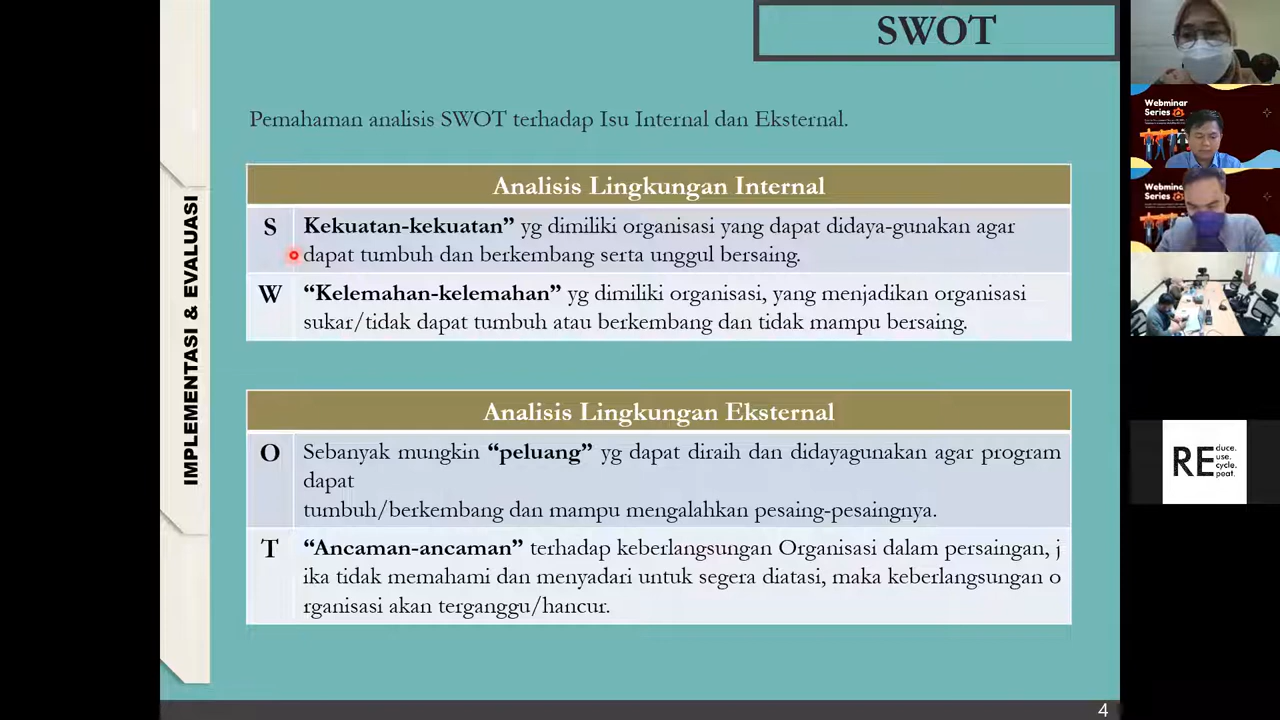 SWOT
Pemahaman analisis SWOT terhadap Isu Internal dan Eksternal.
Analisis Lingkungan Internal
S
Kekuatan-kekuatan” yg dimiliki organisasi yang dapat didaya-gunakan agar
dapat tumbuh dan berkembang serta unggul bersaing.
W
“Kelemahan-kelemahan” yg dimiliki organisasi, yang menjadikan organisasi
sukar/tidak dapat tumbuh atau berkembang dan tidak mampu bersaing.
Analisis Lingkungan Eksternal
O
Sebanyak mungkin “peluang” yg dapat diraih dan didayagunakan agar program
dapat
tumbuh/berkembang dan mampu mengalahkan pesaing-pesaingnya.
T
“Ancaman-ancaman” terhadap keberlangsungan Organisasi dalam persaingan, j
ika tidak memahami dan menyadari untuk segera diatasi, maka keberlangsungan o
rganisasi akan terganggu/hancur.
IMPLEMENTASI & EVALUASI
4
Webminar
Series
Webmina
Series
RE
duce.
use.
cycle.
peat.